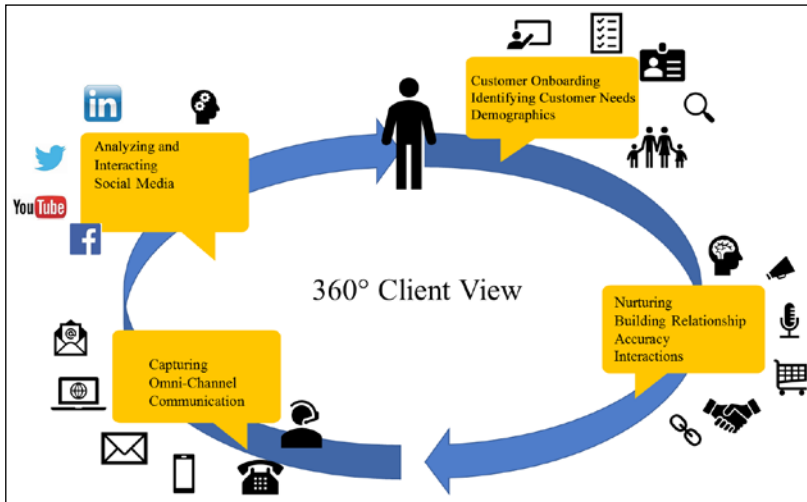 Customer Onboarding
Identifying Customer Needs
Demographics
in
Analyzing and
Interacting
Social Media
YouTube
f
360° Client View
Nurturing
Building Relationship
Accuracy
Interactions
Capturing
Omni-Channel
Communication
@